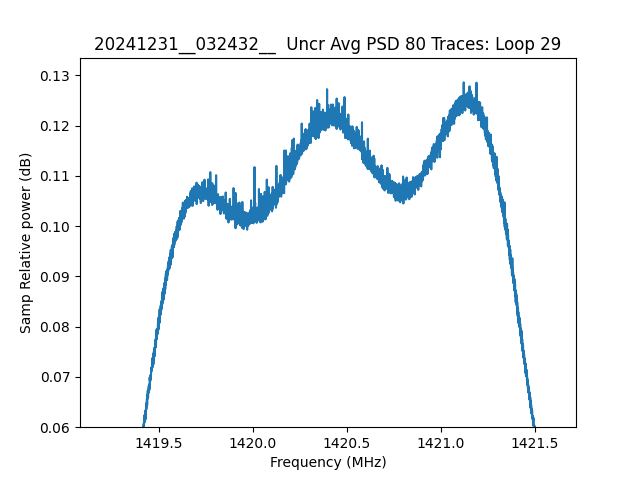 20241231__032432__  Uncr Avg PSD 80 Traces: Loop 29
Samp Relative power (dB)
0.13
0.12
0.11
0.10
0.09
0.08
0.07
0.06
1419.5 1420.0 1420.5 1421.0 1421.5
Frequency (MHz)